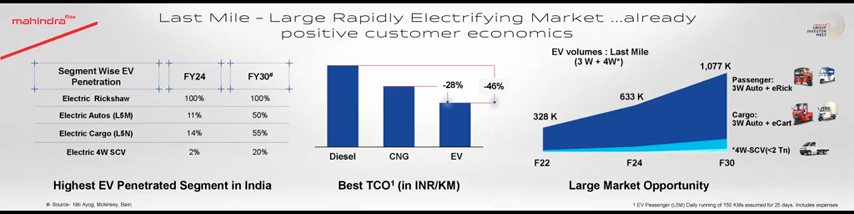 mahindra Rise
Last Mile – Large Rapidly Electrifying Market ...already
positive customer economics
GROUP
INVESTOR
MEET
Segment Wise EV Penetration FY24 FY30#
Electric Rickshaw 100% 100%
Electric Autos (L5M) 11% 50%
Electric Cargo (L5N) 14% 55%
Electric 4W SCV 2% 20%
Highest EV Penetrated Segment in India
-28%
-46%
Diesel CNG EV
Best TCO¹ (in INR/KM)
EV volumes : Last Mile
(3 W + 4W*)
1,077 K
633 K
328 K
F22 F24 F30
Passenger:
3W Auto + eRick
Cargo:
3W Auto + eCart
*4W-SCV(<2 Tn)
Large Market Opportunity
#- Source- Niti Ayog, Mckinsey, Bain,
1 EV Passenger (L5M) Daily running of 150 KMs assumed for 25 days. Includes expenses